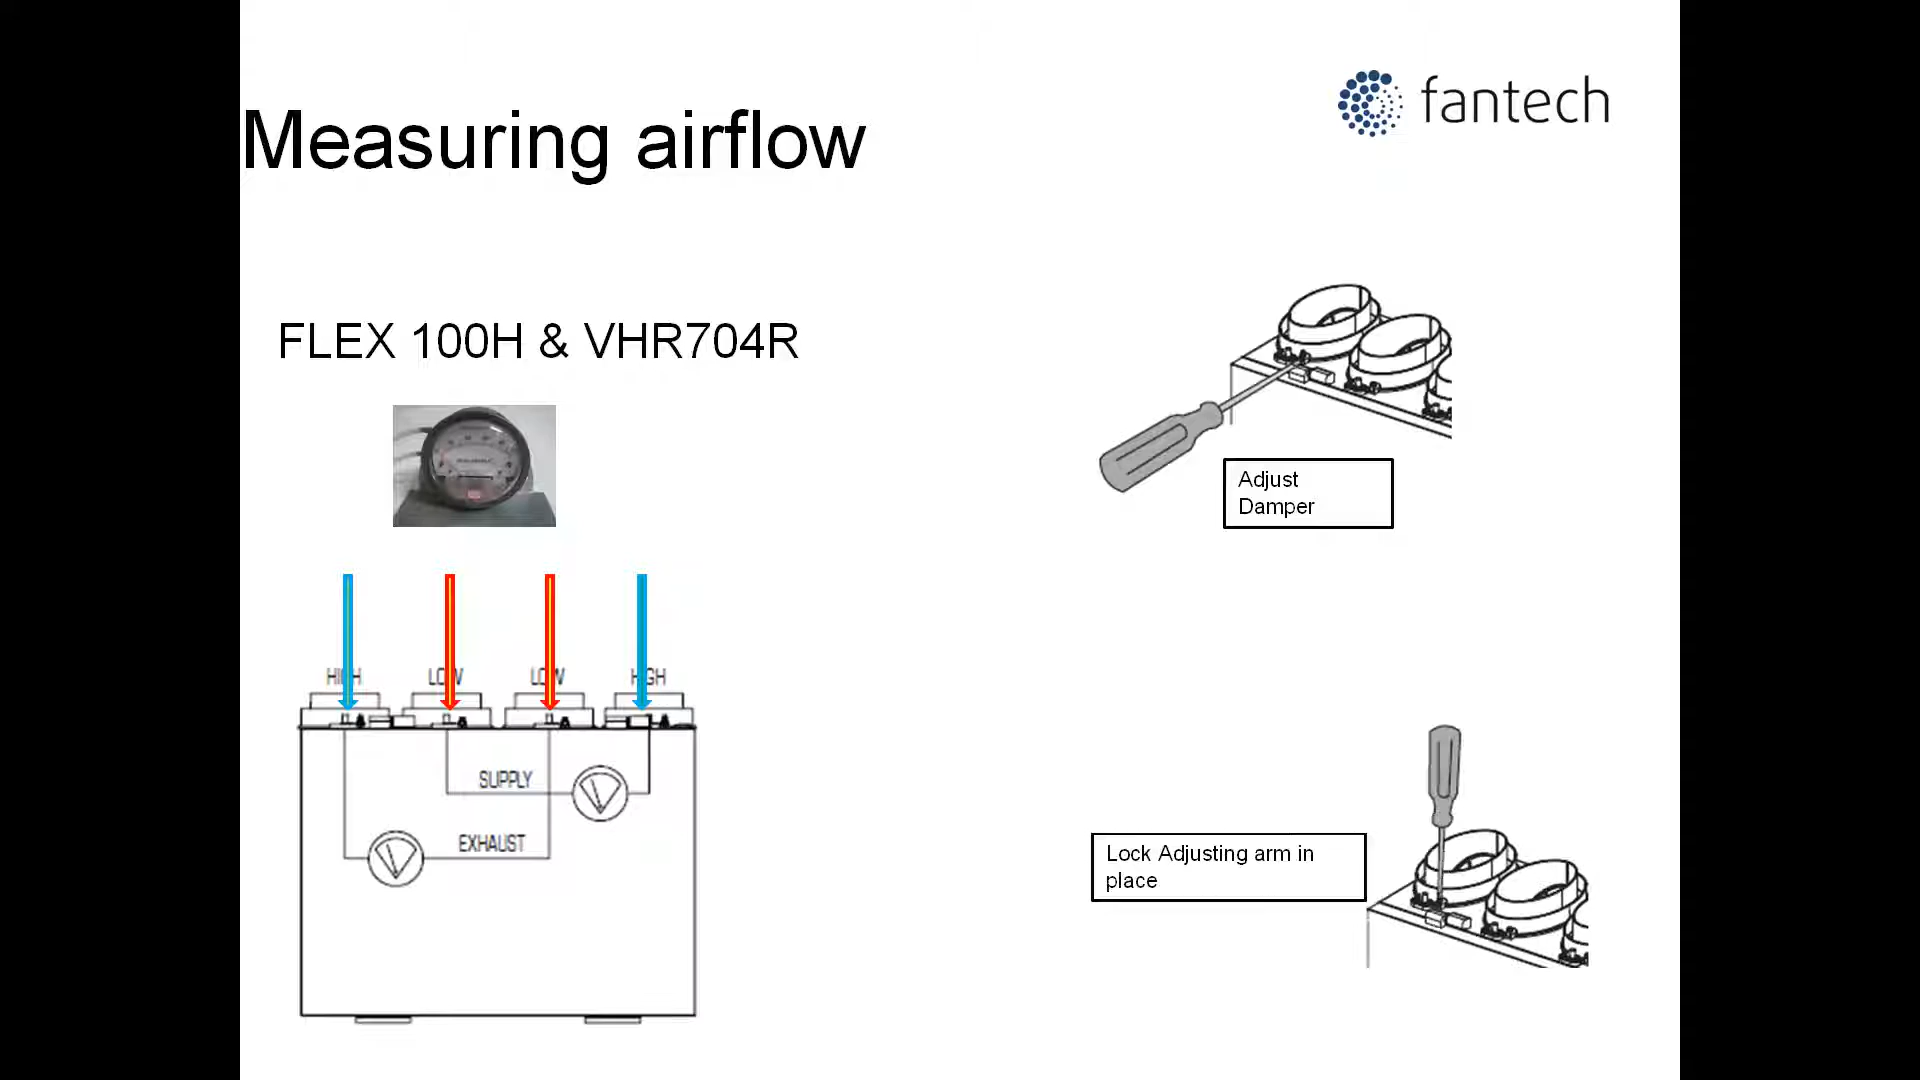 fantech
Measuring airflow
FLEX 100H & VHR704R
Adjust
Damper
HIGH LOW LOW HIGH
SUPPLY
EXHAUST
Lock Adjusting arm in
place